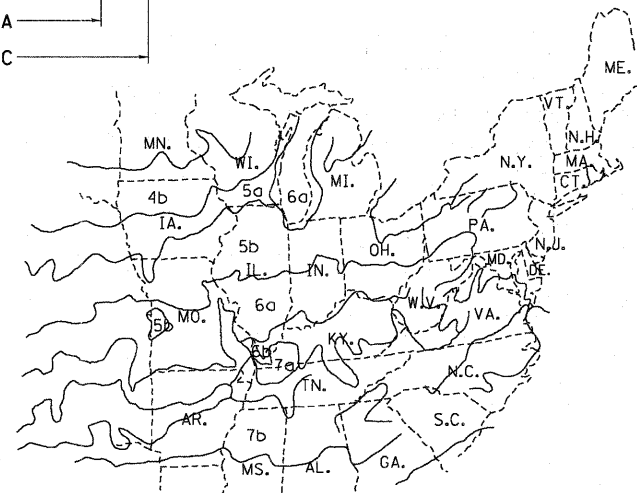 A
C
ME.
VT.
N.H.
MN.
WI.
N.Y.
MA.
CT.
MI.
4b
5a
6a
IA.
PA.
5b
OH.
N.J.
IL.
IN.
MD.
DE.
6a
W.V.
MO.
5b
VA.
KY.
6b
7a
N.C.
TN.
AR.
S.C.
7b
GA.
MS.
AL.